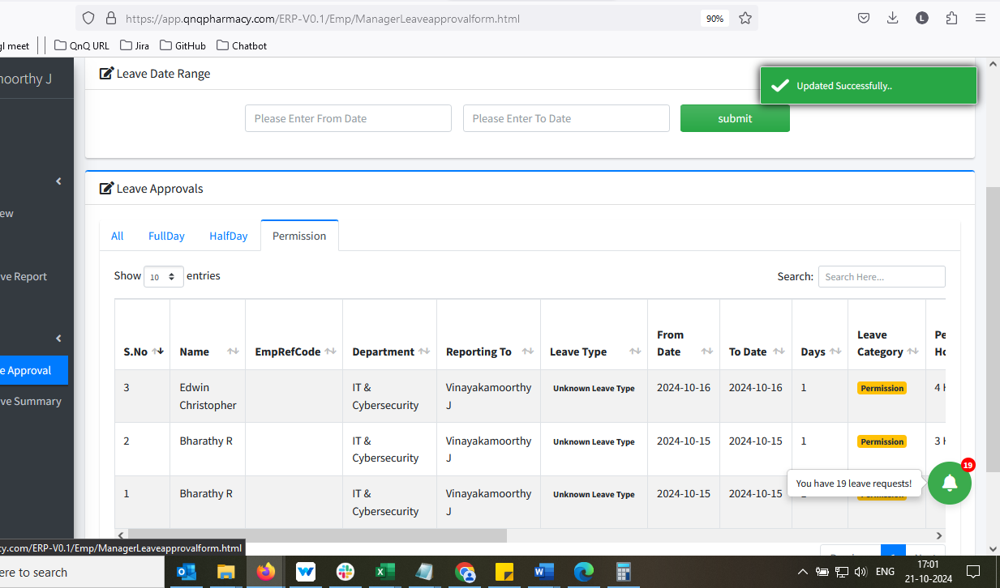 https://app.qnqpharmacy.com/ERP-V0.1/Emp/ManagerLeaveapprovalform.html
90%
L
gl meet
QnQ URL
Jira
GitHub
Chatbot
noorthy J
Leave Date Range
Updated Successfully..
Please Enter From Date
Please Enter To Date
submit
Leave Approvals
ew
All
FullDay
HalfDay
Permission
ve Report
Show 10 entries
Search: Search Here...
S.No Name EmpRefCode Department Reporting To Leave Type From Date To Date Days Leave Category Pe Ho
e Approval
ve Summary
3 Edwin Christopher IT & Cybersecurity Vinayakamoorthy J Unknown Leave Type 2024-10-16 2024-10-16 1 Permission 4 H
2 Bharathy R IT & Cybersecurity Vinayakamoorthy J Unknown Leave Type 2024-10-15 2024-10-15 1 Permission 3 H
1 Bharathy R IT & Cybersecurity Vinayakamoorthy J Unknown Leave Type 2024-10-15 2024-10-15
You have 19 leave requests!
19
cy.com/ERP-V0.1/Emp/ManagerLeaveapprovalform.html
ere to search
ENG
17:01
21-10-2024